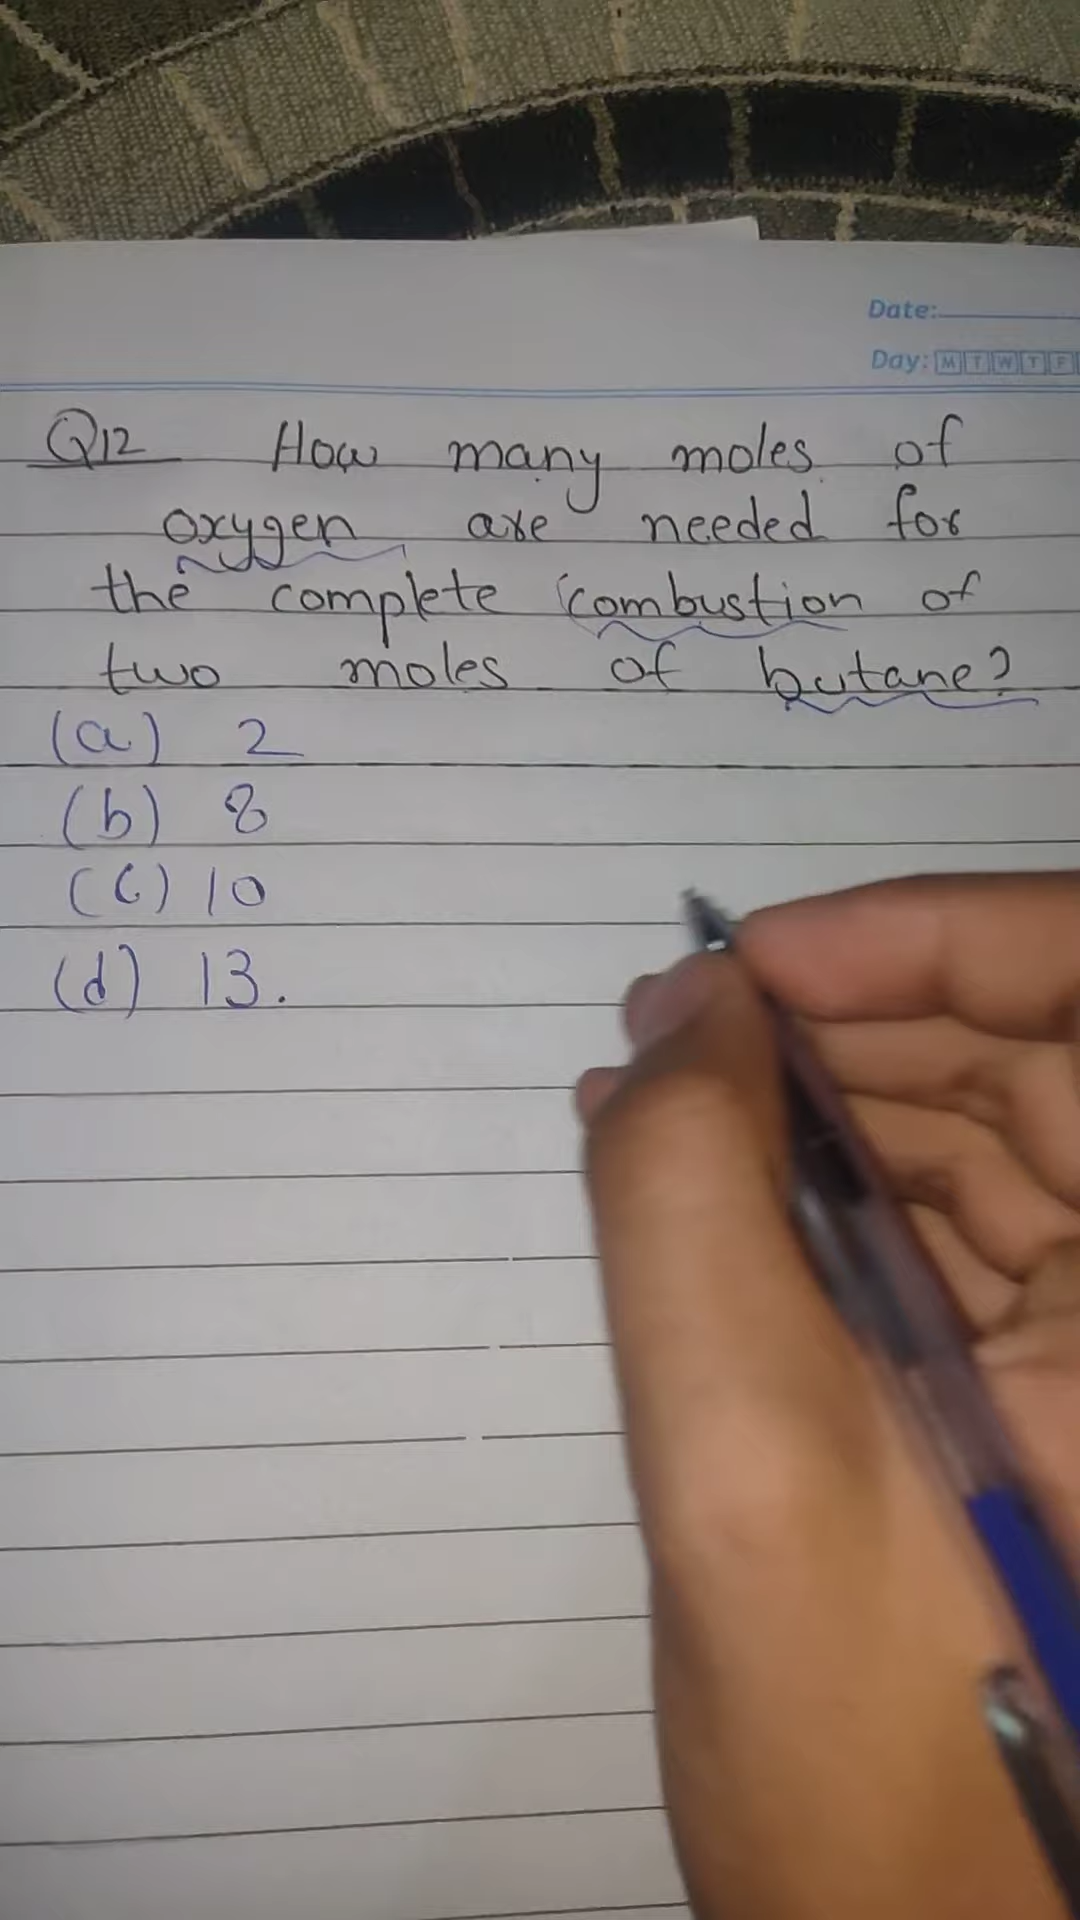 Date:
Day: M T W T F
Q12 How many moles of
oxygen are needed for
the complete combustion of
two moles of butane?
(a) 2
(b) 8
(c) 10
(d) 13.